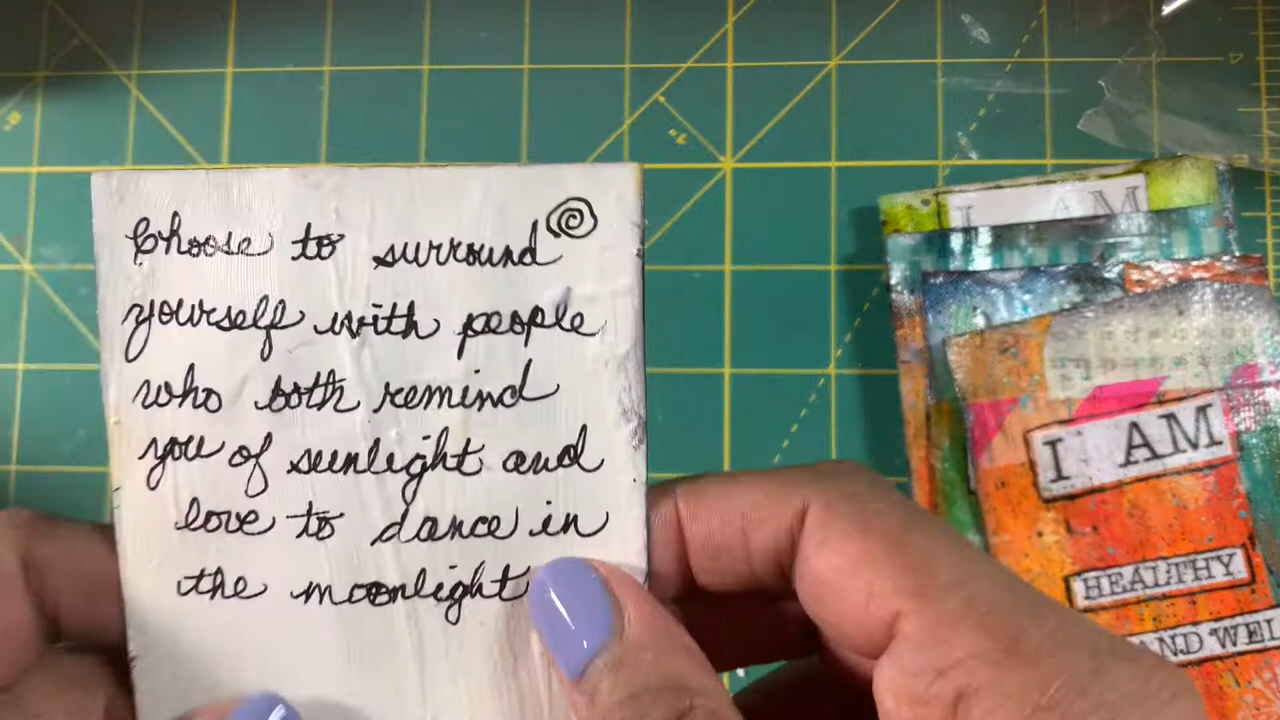 Choose to surround
yourself with people
who both remind
you of sunlight and
love to dance in
the moonlight
I AM
I AM
HEALTHY
AND WEL